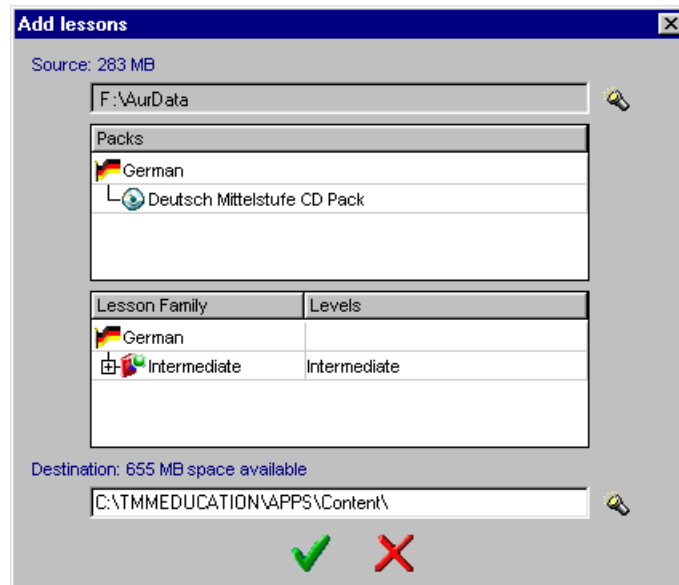 Add lessons
Source: 283 MB
F:\AurData
Packs
German
Deutsch Mittelstufe CD Pack
Lesson Family Levels
German
Intermediate Intermediate
Destination: 655 MB space available
C:\TMMEDUCATION\APPS\Content\